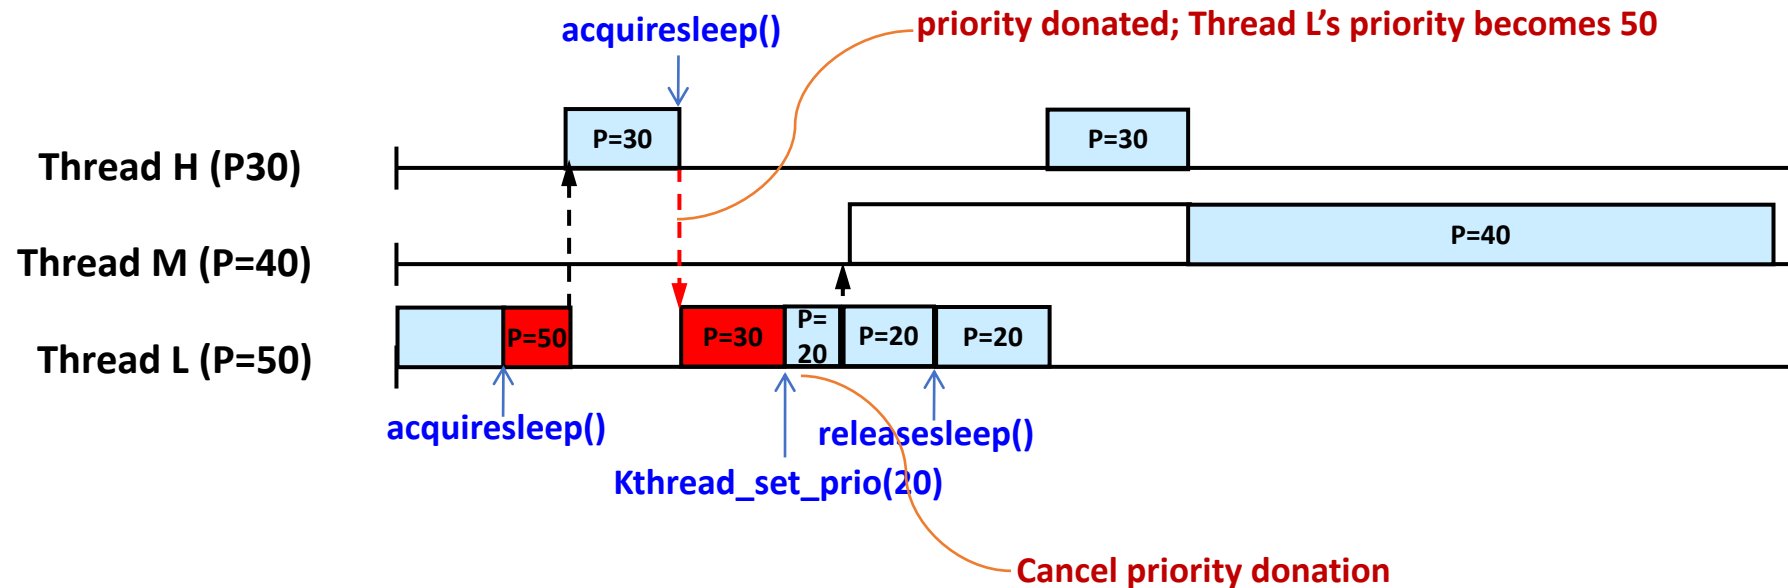 acquiresleep()
priority donated; Thread L’s priority becomes 50
Thread H (P30)
P=30
P=30
Thread M (P=40)
P=40
Thread L (P=50)
P=50
P=30
P=
20
P=20
P=20
acquiresleep()
releasesleep()
Kthread_set_prio(20)
Cancel priority donation